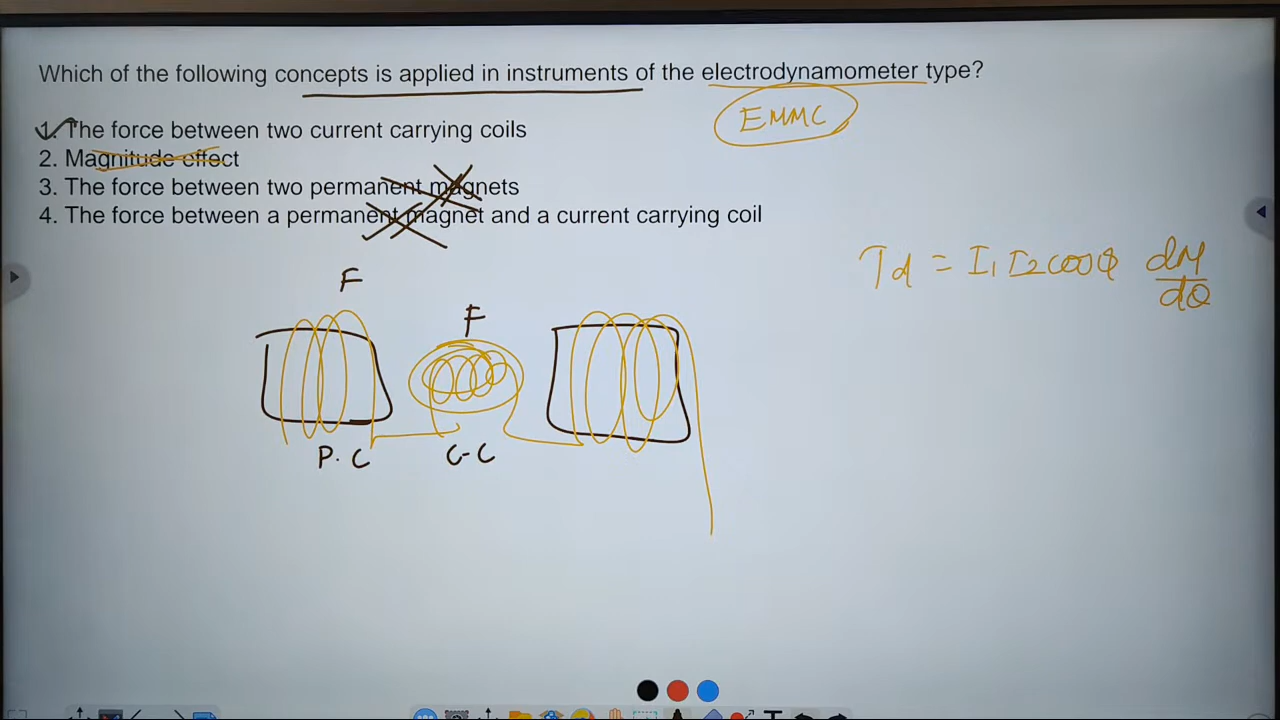 Which of the following concepts is applied in instruments of the electrodynamometer type?
EMMC
1. The force between two current carrying coils
2. Magnitude effect
3. The force between two permanent magnets
4. The force between a permanent magnet and a current carrying coil
Td = I1 I2 cosϕ dM/dθ
F
F
P.C
C-C